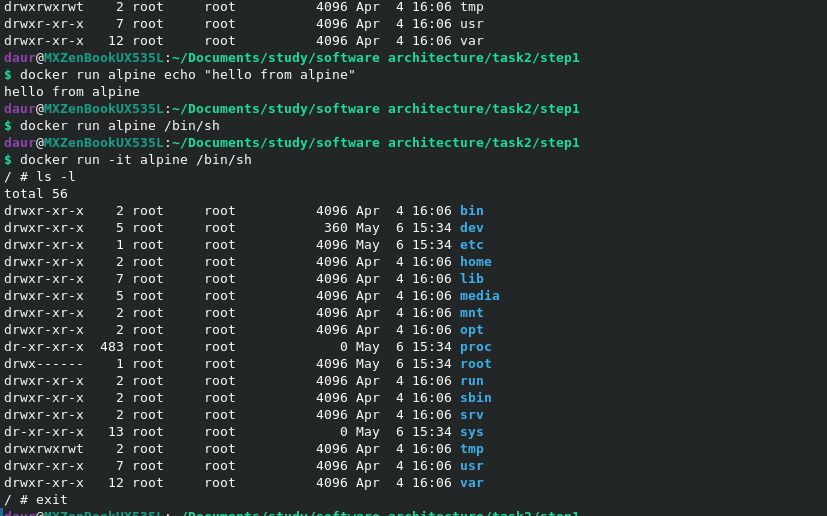 drwxrwxrwt    2 root     root          4096 Apr  4 16:06 tmp
drwxr-xr-x    7 root     root          4096 Apr  4 16:06 usr
drwxr-xr-x   12 root     root          4096 Apr  4 16:06 var
daur@MXZenBookUX535L:~/Documents/study/software architecture/task2/step1
$ docker run alpine echo "hello from alpine"
hello from alpine
daur@MXZenBookUX535L:~/Documents/study/software architecture/task2/step1
$ docker run alpine /bin/sh
daur@MXZenBookUX535L:~/Documents/study/software architecture/task2/step1
$ docker run -it alpine /bin/sh
/ # ls -l
total 56
drwxr-xr-x    2 root     root          4096 Apr  4 16:06 bin
drwxr-xr-x    5 root     root           360 May  6 15:34 dev
drwxr-xr-x    1 root     root          4096 May  6 15:34 etc
drwxr-xr-x    2 root     root          4096 Apr  4 16:06 home
drwxr-xr-x    7 root     root          4096 Apr  4 16:06 lib
drwxr-xr-x    5 root     root          4096 Apr  4 16:06 media
drwxr-xr-x    2 root     root          4096 Apr  4 16:06 mnt
drwxr-xr-x    2 root     root          4096 Apr  4 16:06 opt
dr-xr-xr-x  483 root     root             0 May  6 15:34 proc
drwx------    1 root     root          4096 May  6 15:34 root
drwxr-xr-x    2 root     root          4096 Apr  4 16:06 run
drwxr-xr-x    2 root     root          4096 Apr  4 16:06 sbin
drwxr-xr-x    2 root     root          4096 Apr  4 16:06 srv
dr-xr-xr-x   13 root     root             0 May  6 15:34 sys
drwxrwxrwt    2 root     root          4096 Apr  4 16:06 tmp
drwxr-xr-x    7 root     root          4096 Apr  4 16:06 usr
drwxr-xr-x   12 root     root          4096 Apr  4 16:06 var
/ # exit
daur@MXZenBookUX535L:~/Documents/study/software architecture/task2/step1